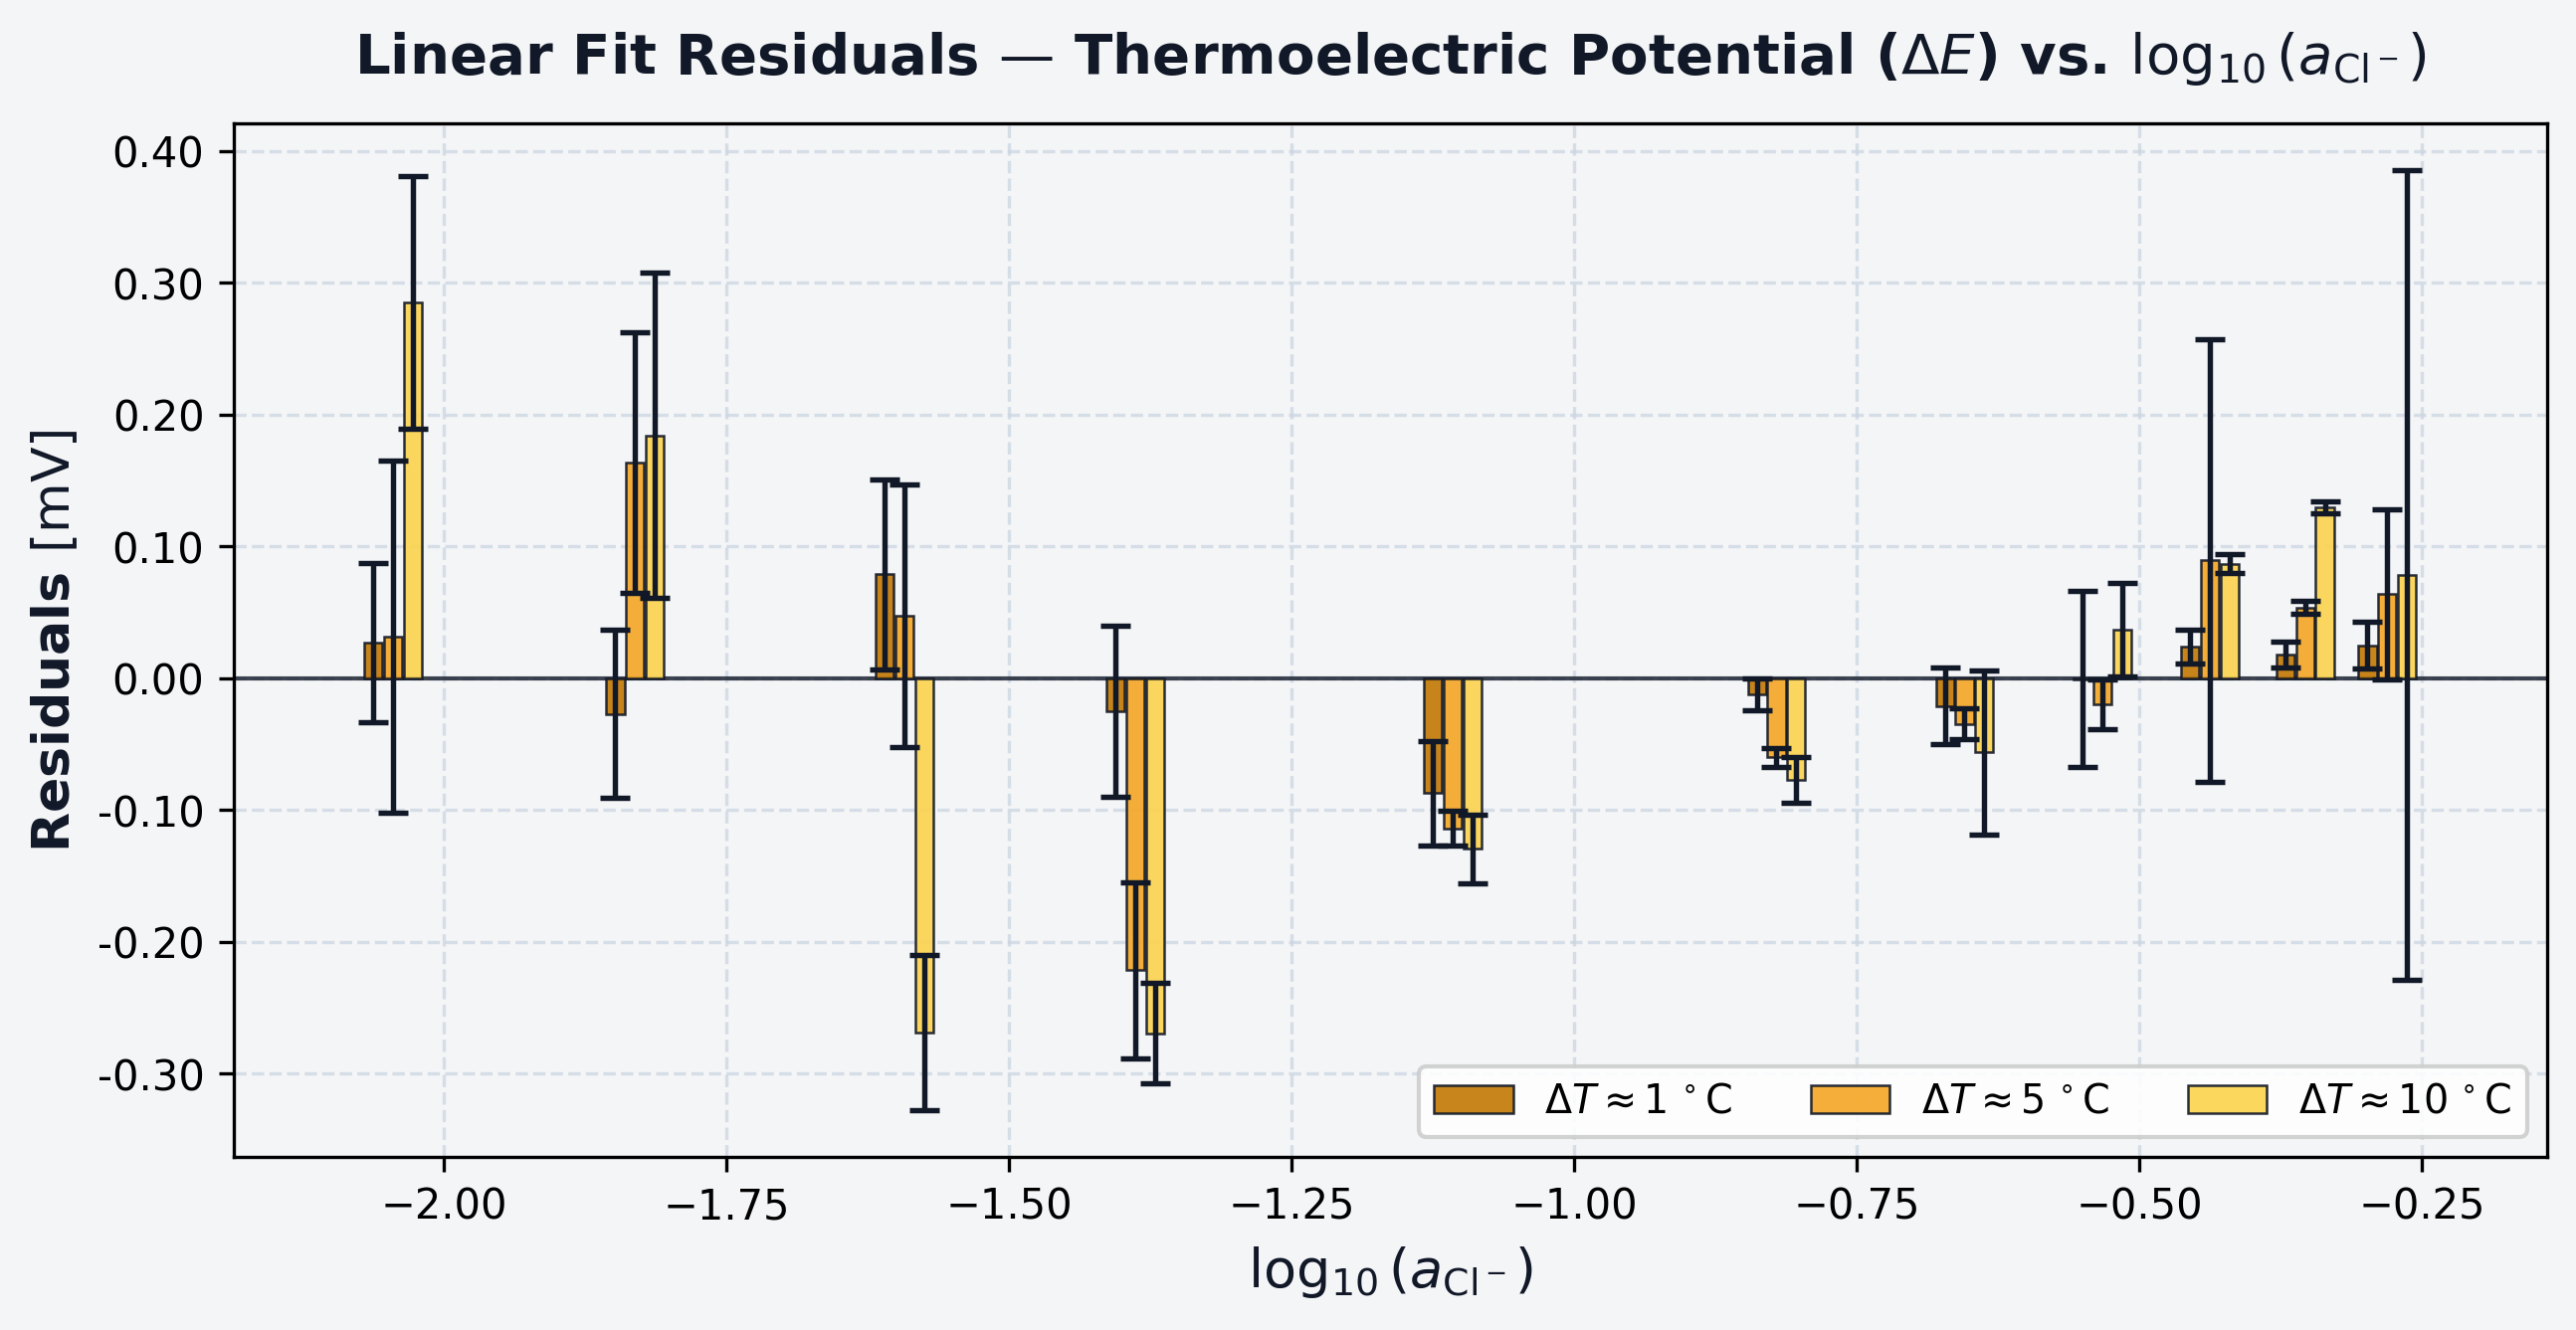 Linear Fit Residuals — Thermoelectric Potential (ΔE) vs. log₁₀(a_Cl⁻)
Residuals [mV]
0.40
0.30
0.20
0.10
0.00
-0.10
-0.20
-0.30
ΔT ≈ 1 °C
ΔT ≈ 5 °C
ΔT ≈ 10 °C
−2.00 −1.75 −1.50 −1.25 −1.00 −0.75 −0.50 −0.25
log₁₀(a_Cl⁻)